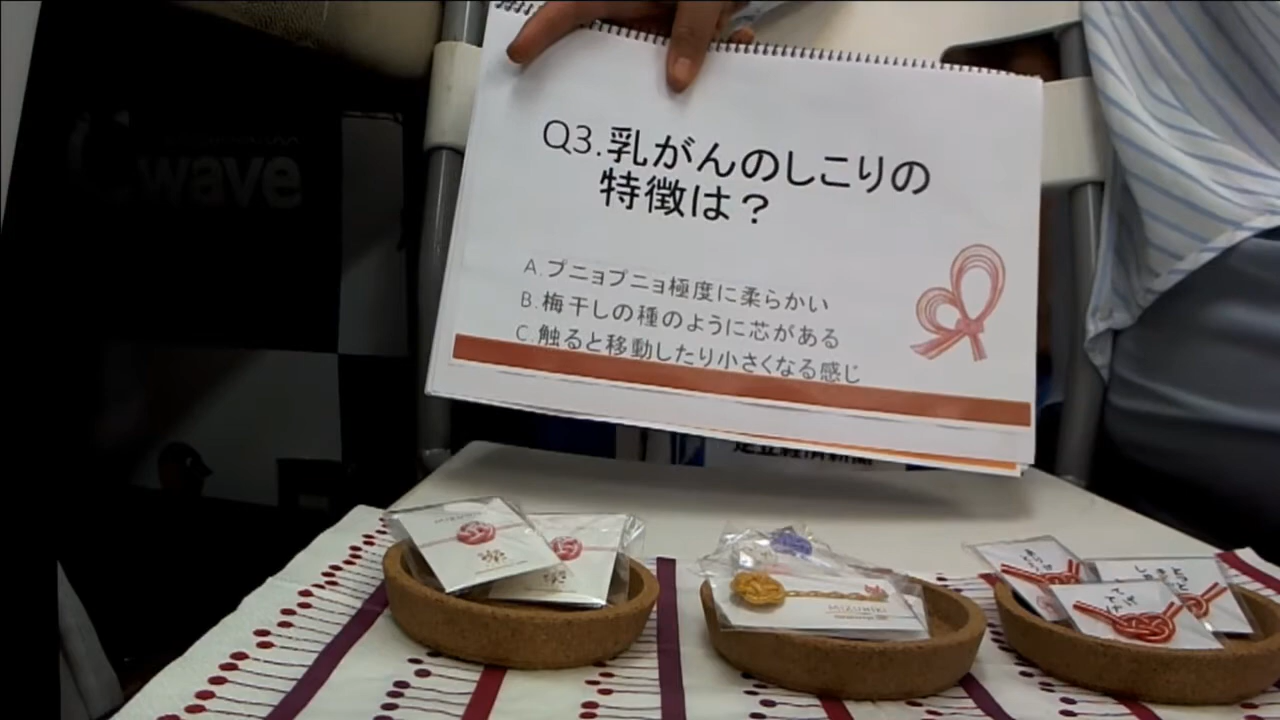 wave
Q3.乳がんのしこりの
特徴は？
A.プニョプニョ極度に柔らかい
B.梅干しの種のように芯がある
C.触ると移動したり小さくなる感じ
MIZUHIKI
MIZUHIKI